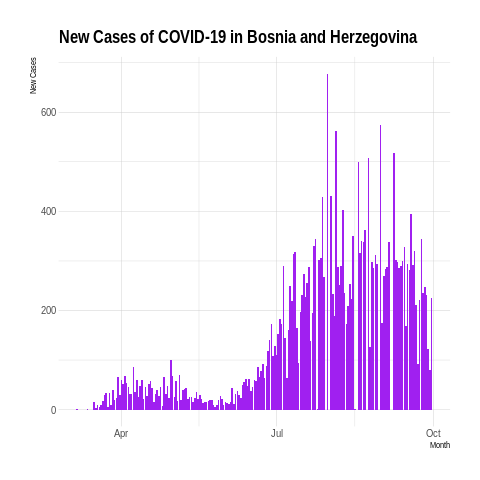 New Cases of COVID-19 in Bosnia and Herzegovina
New Cases
600
400
200
0
Apr
Jul
Oct
Month